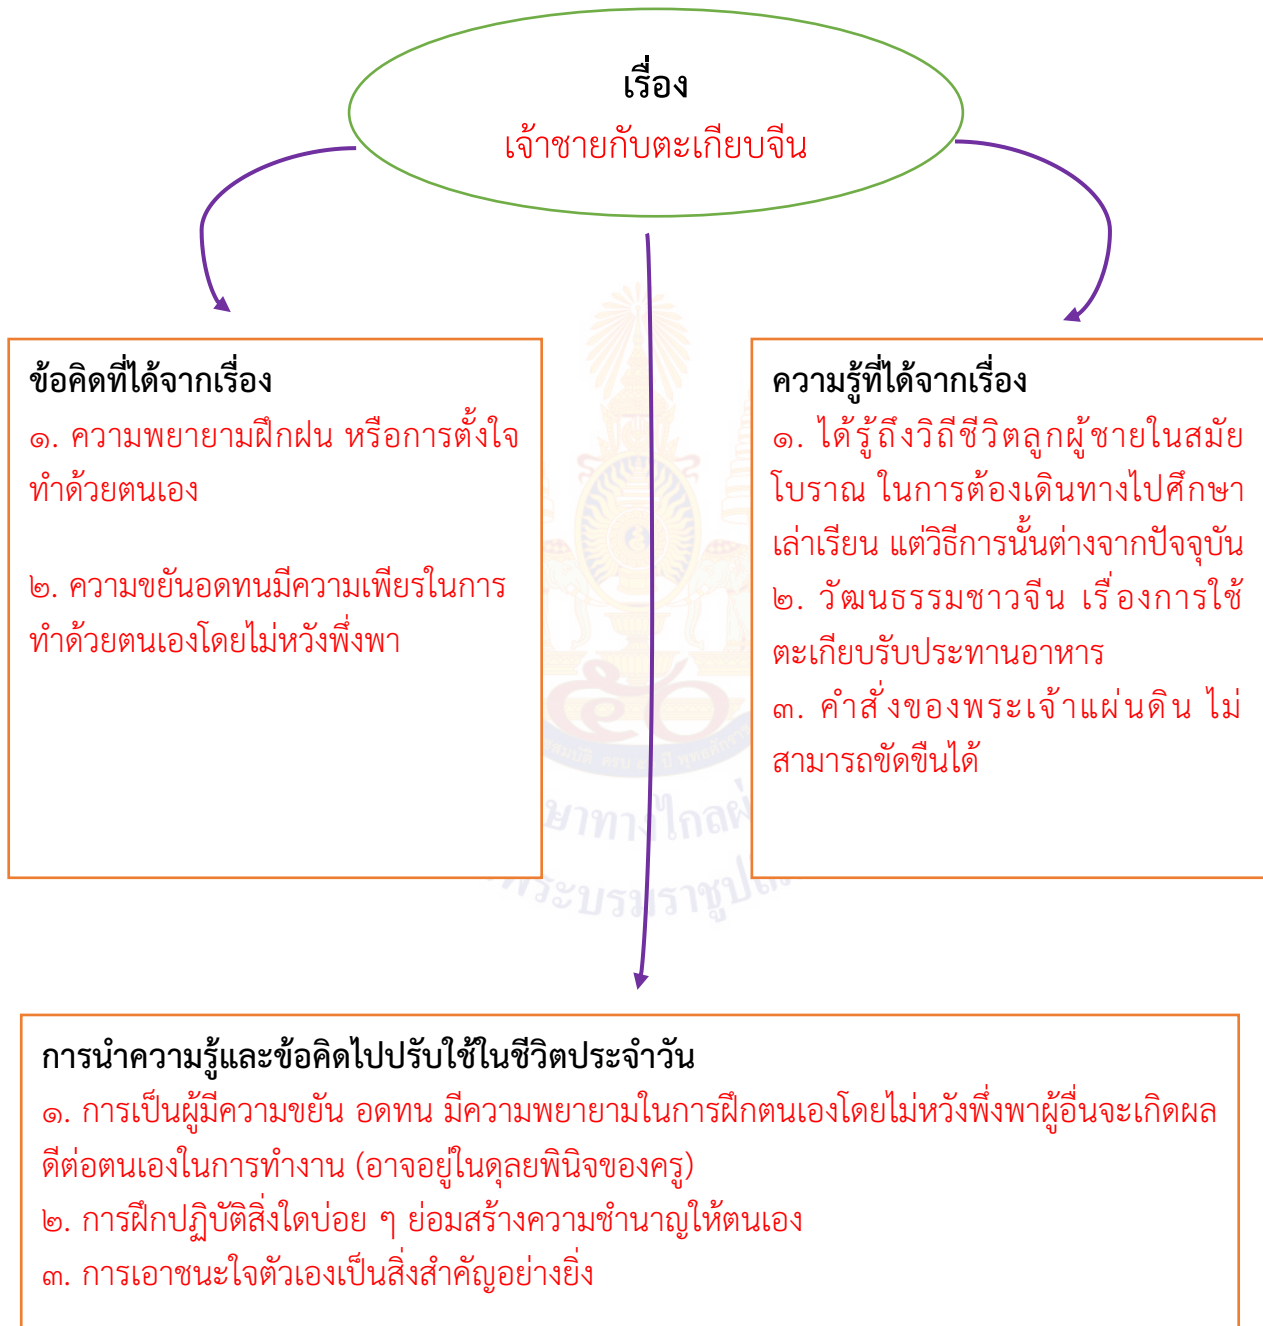 เรื่อง
เจ้าชายกับตะเกียบจีน
ข้อคิดที่ได้จากเรื่อง
๑. ความพยายามฝึกฝน หรือการตั้งใจ
ทำด้วยตนเอง
๒. ความขยันอดทนมีความเพียรในการ
ทำด้วยตนเองโดยไม่หวังพึ่งพา
ความรู้ที่ได้จากเรื่อง
๑. ได้รู้ถึงวิถีชีวิตลูกผู้ชายในสมัย
โบราณ ในการต้องเดินทางไปศึกษา
เล่าเรียน แต่วิธีการนั้นต่างจากปัจจุบัน
๒. วัฒนธรรมชาวจีน เรื่องการใช้
ตะเกียบรับประทานอาหาร
๓. คำสั่งของพระเจ้าแผ่นดิน ไม่
สามารถขัดขืนได้
การนำความรู้และข้อคิดไปปรับใช้ในชีวิตประจำวัน
๑. การเป็นผู้มีความขยัน อดทน มีความพยายามในการฝึกตนเองโดยไม่หวังพึ่งพาผู้อื่นจะเกิดผล
ดีต่อตนเองในการทำงาน (อาจอยู่ในดุลยพินิจของครู)
๒. การฝึกปฏิบัติสิ่งใดบ่อย ๆ ย่อมสร้างความชำนาญให้ตนเอง
๓. การเอาชนะใจตัวเองเป็นสิ่งสำคัญอย่างยิ่ง